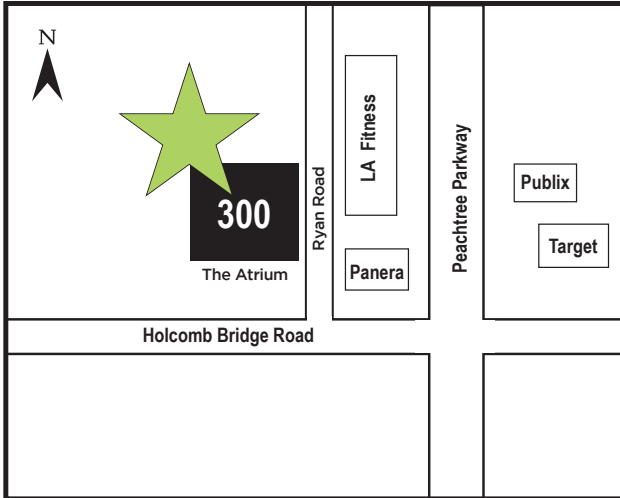 N
LA Fitness
Ryan Road
Peachtree Parkway
Publix
300
Target
The Atrium
Panera
Holcomb Bridge Road